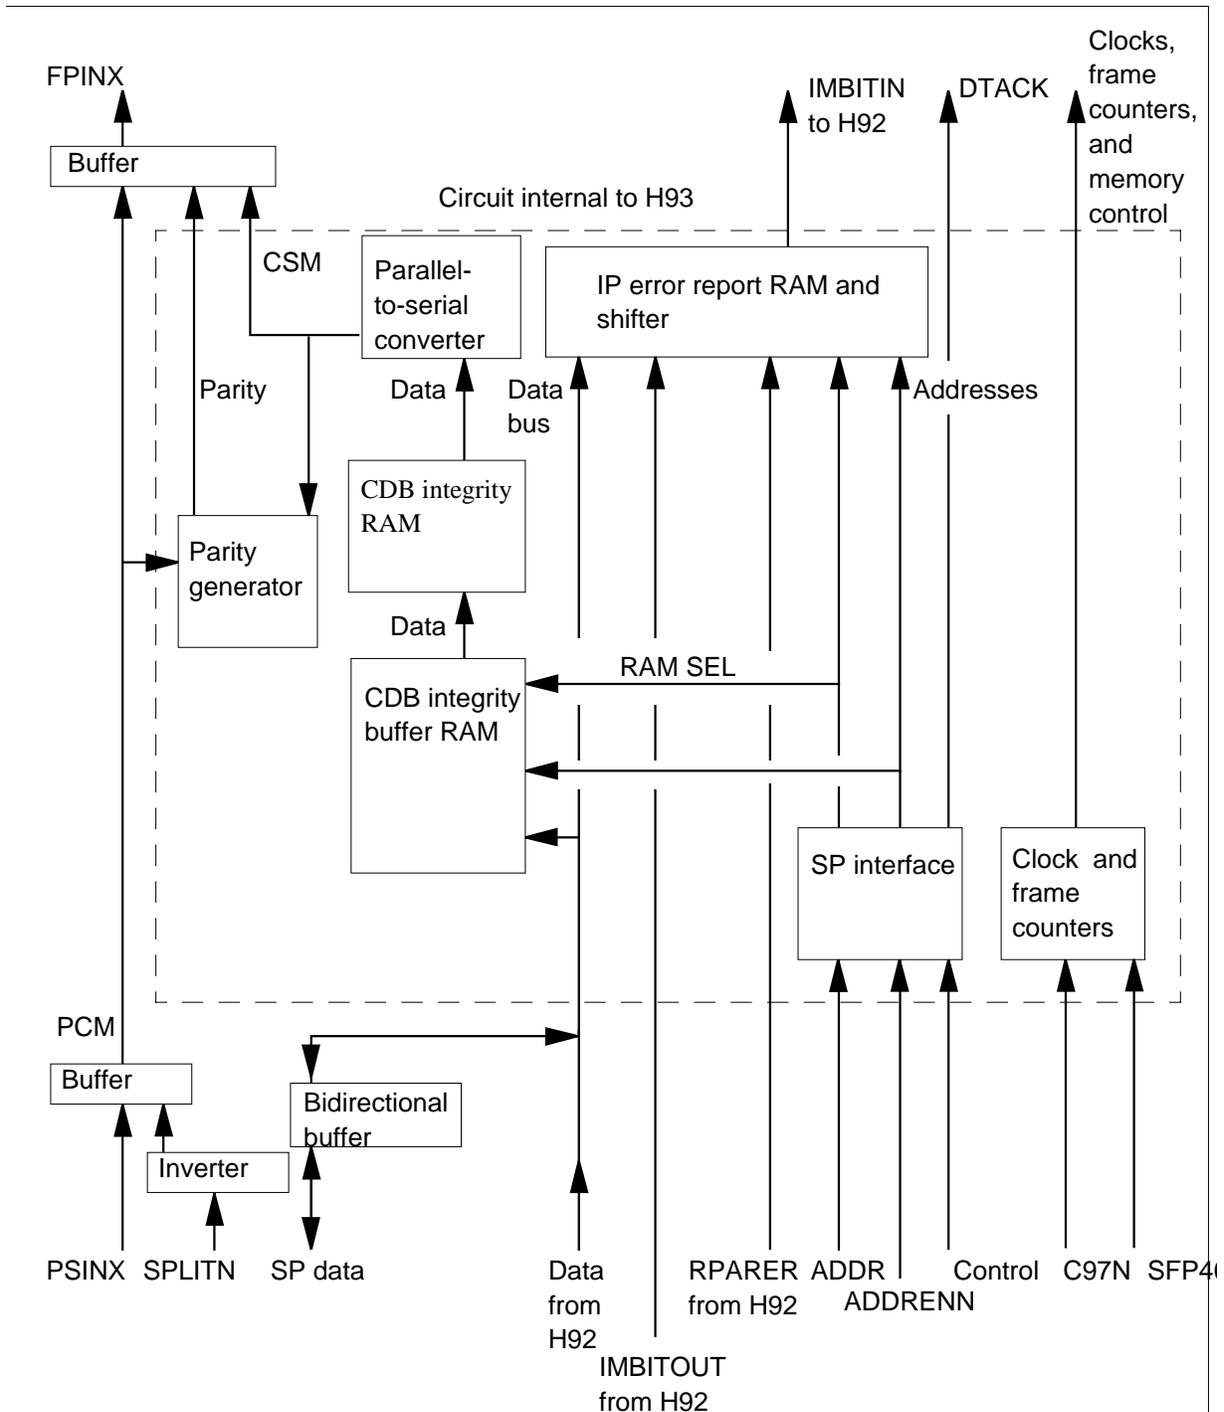 Clocks,
frame
counters,
and
memory
control
FPINX
IMBITIN
to H92
DTACK
Buffer
Circuit internal to H93
CSM
Parallel-
to-serial
converter
IP error report RAM and
shifter
Parity
Data
Data
bus
Addresses
CDB integrity
RAM
Parity
generator
Data
RAM SEL
CDB integrity
buffer RAM
SP interface
Clock and
frame
counters
PCM
Buffer
Bidirectional
buffer
Inverter
PSINX
SPLITN
SP data
Data
from
H92
RPARER
from H92
ADDR
ADDRENN
Control
C97N
IMBITOUT
from H92